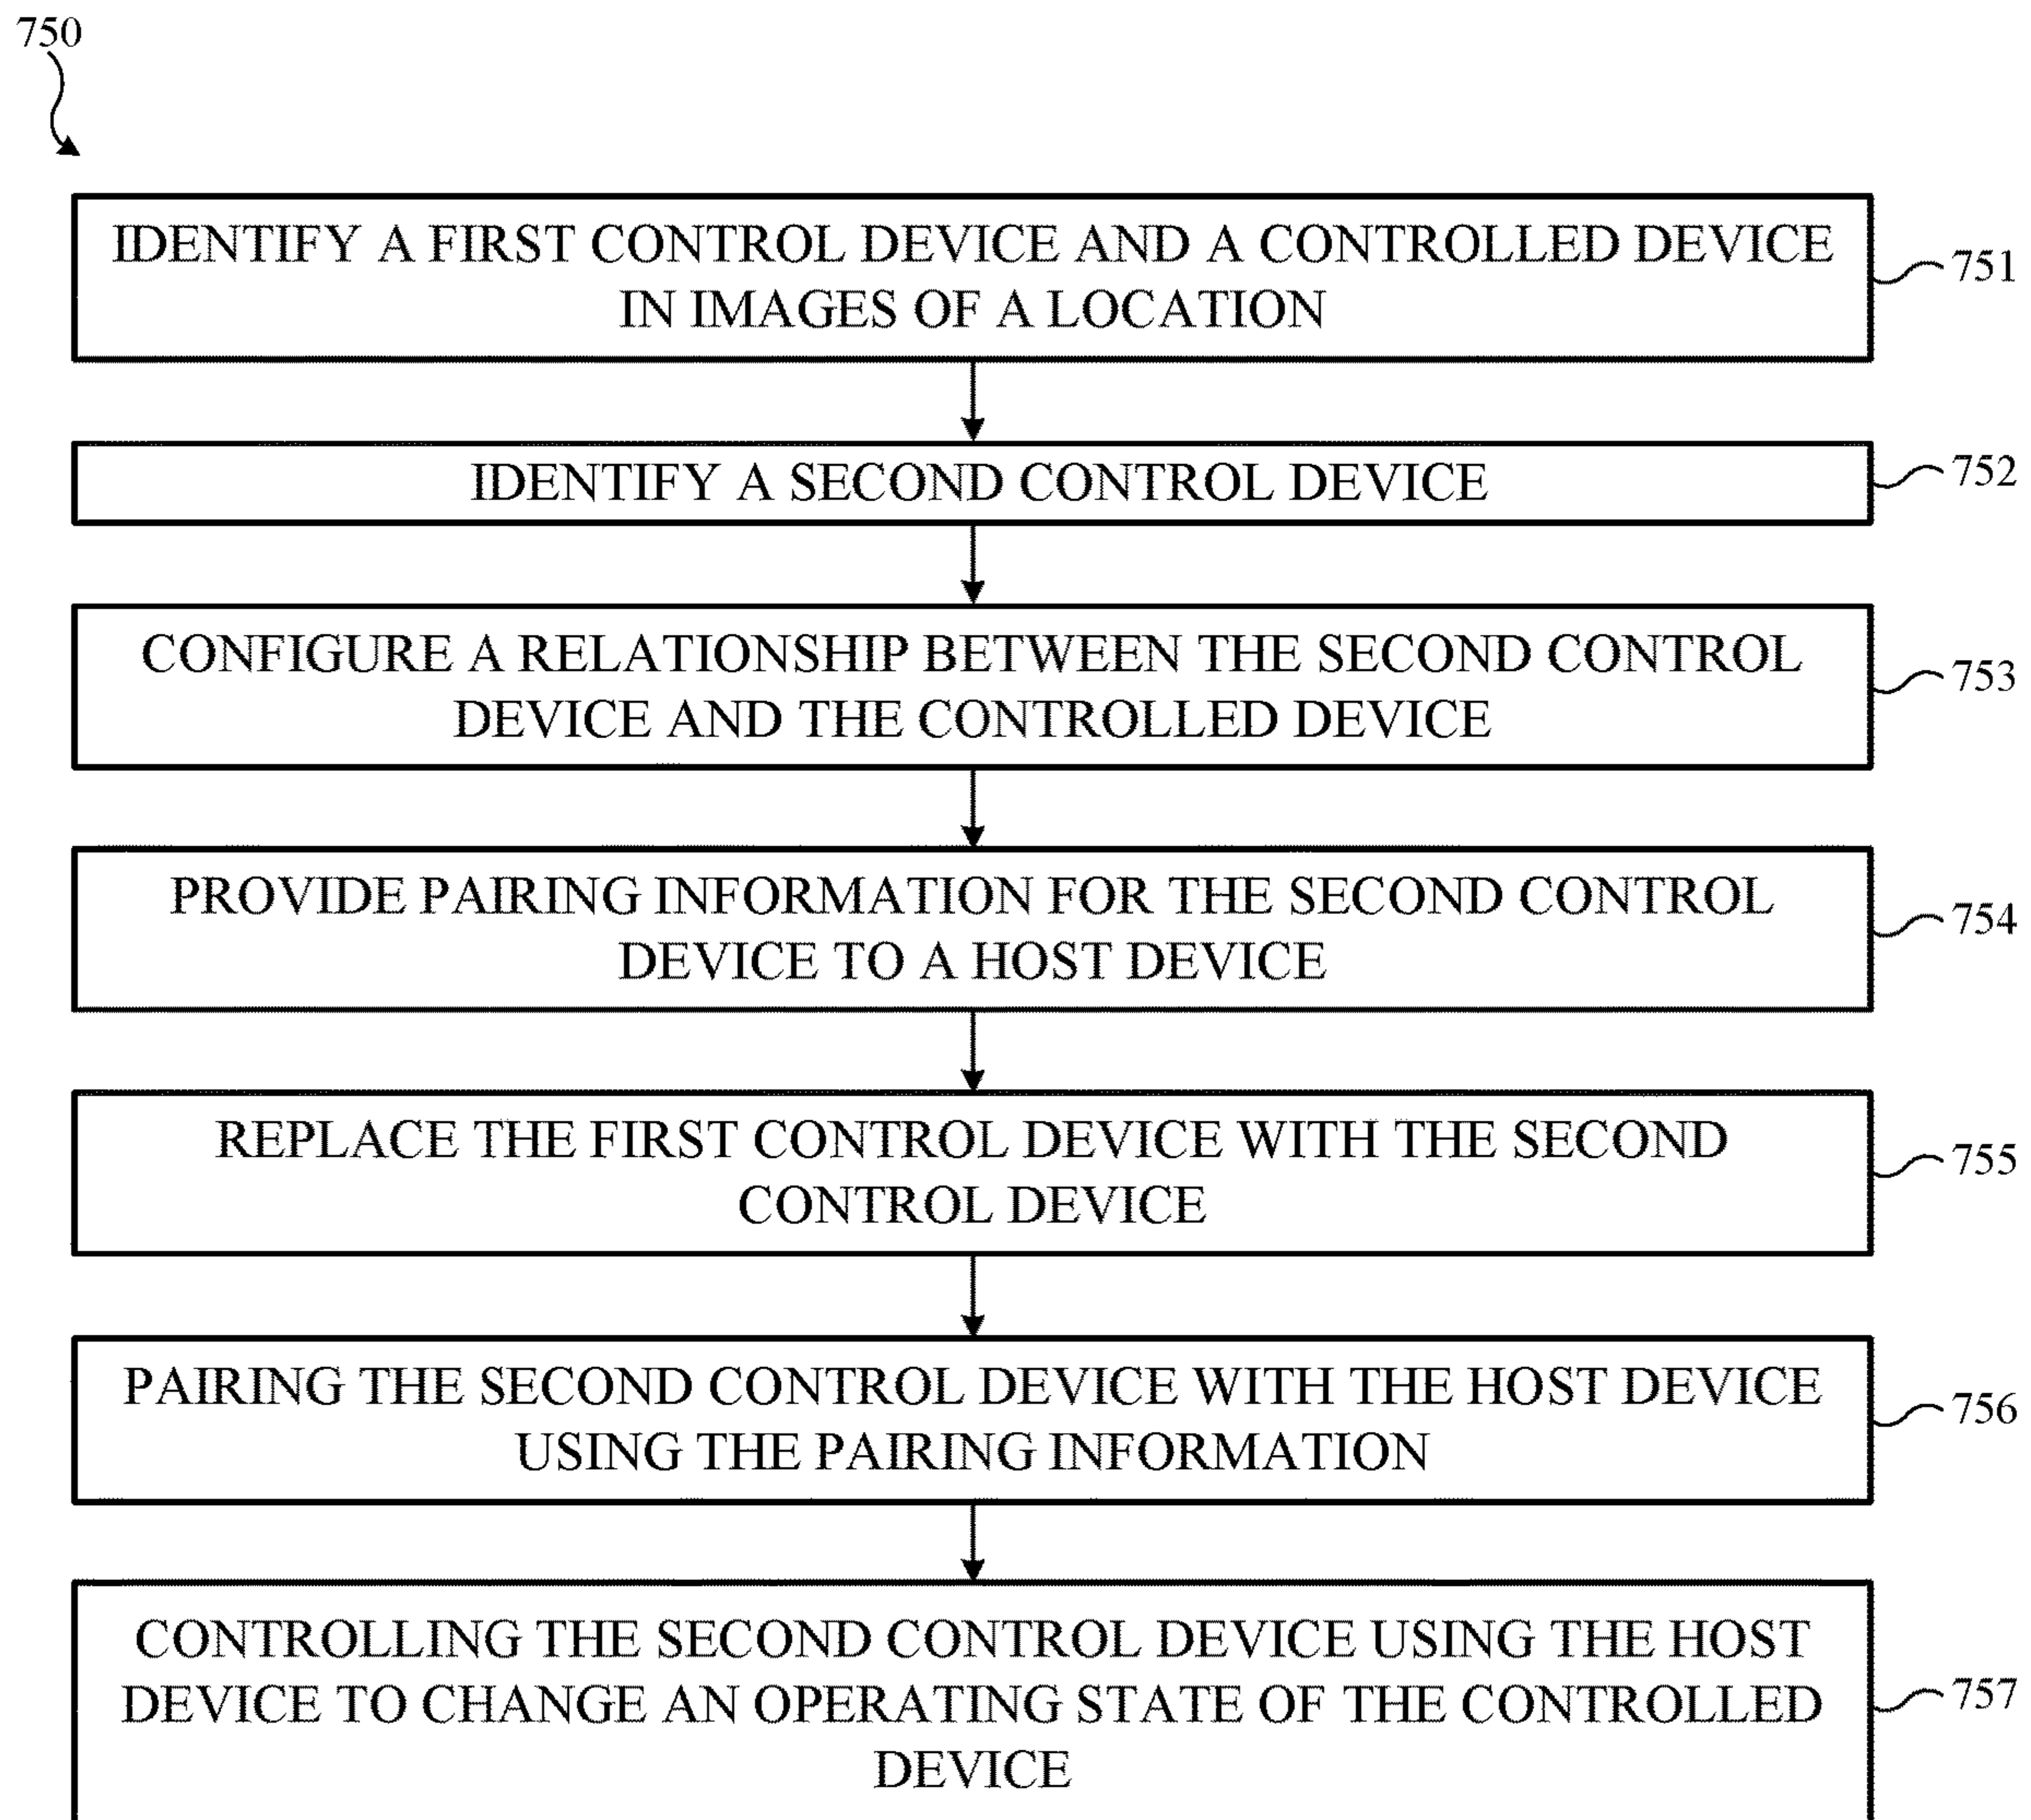 750
IDENTIFY A FIRST CONTROL DEVICE AND A CONTROLLED DEVICE
IN IMAGES OF A LOCATION
751
IDENTIFY A SECOND CONTROL DEVICE
752
CONFIGURE A RELATIONSHIP BETWEEN THE SECOND CONTROL
DEVICE AND THE CONTROLLED DEVICE
753
PROVIDE PAIRING INFORMATION FOR THE SECOND CONTROL
DEVICE TO A HOST DEVICE
754
REPLACE THE FIRST CONTROL DEVICE WITH THE SECOND
CONTROL DEVICE
755
PAIRING THE SECOND CONTROL DEVICE WITH THE HOST DEVICE
USING THE PAIRING INFORMATION
756
CONTROLLING THE SECOND CONTROL DEVICE USING THE HOST
DEVICE TO CHANGE AN OPERATING STATE OF THE CONTROLLED
DEVICE
757